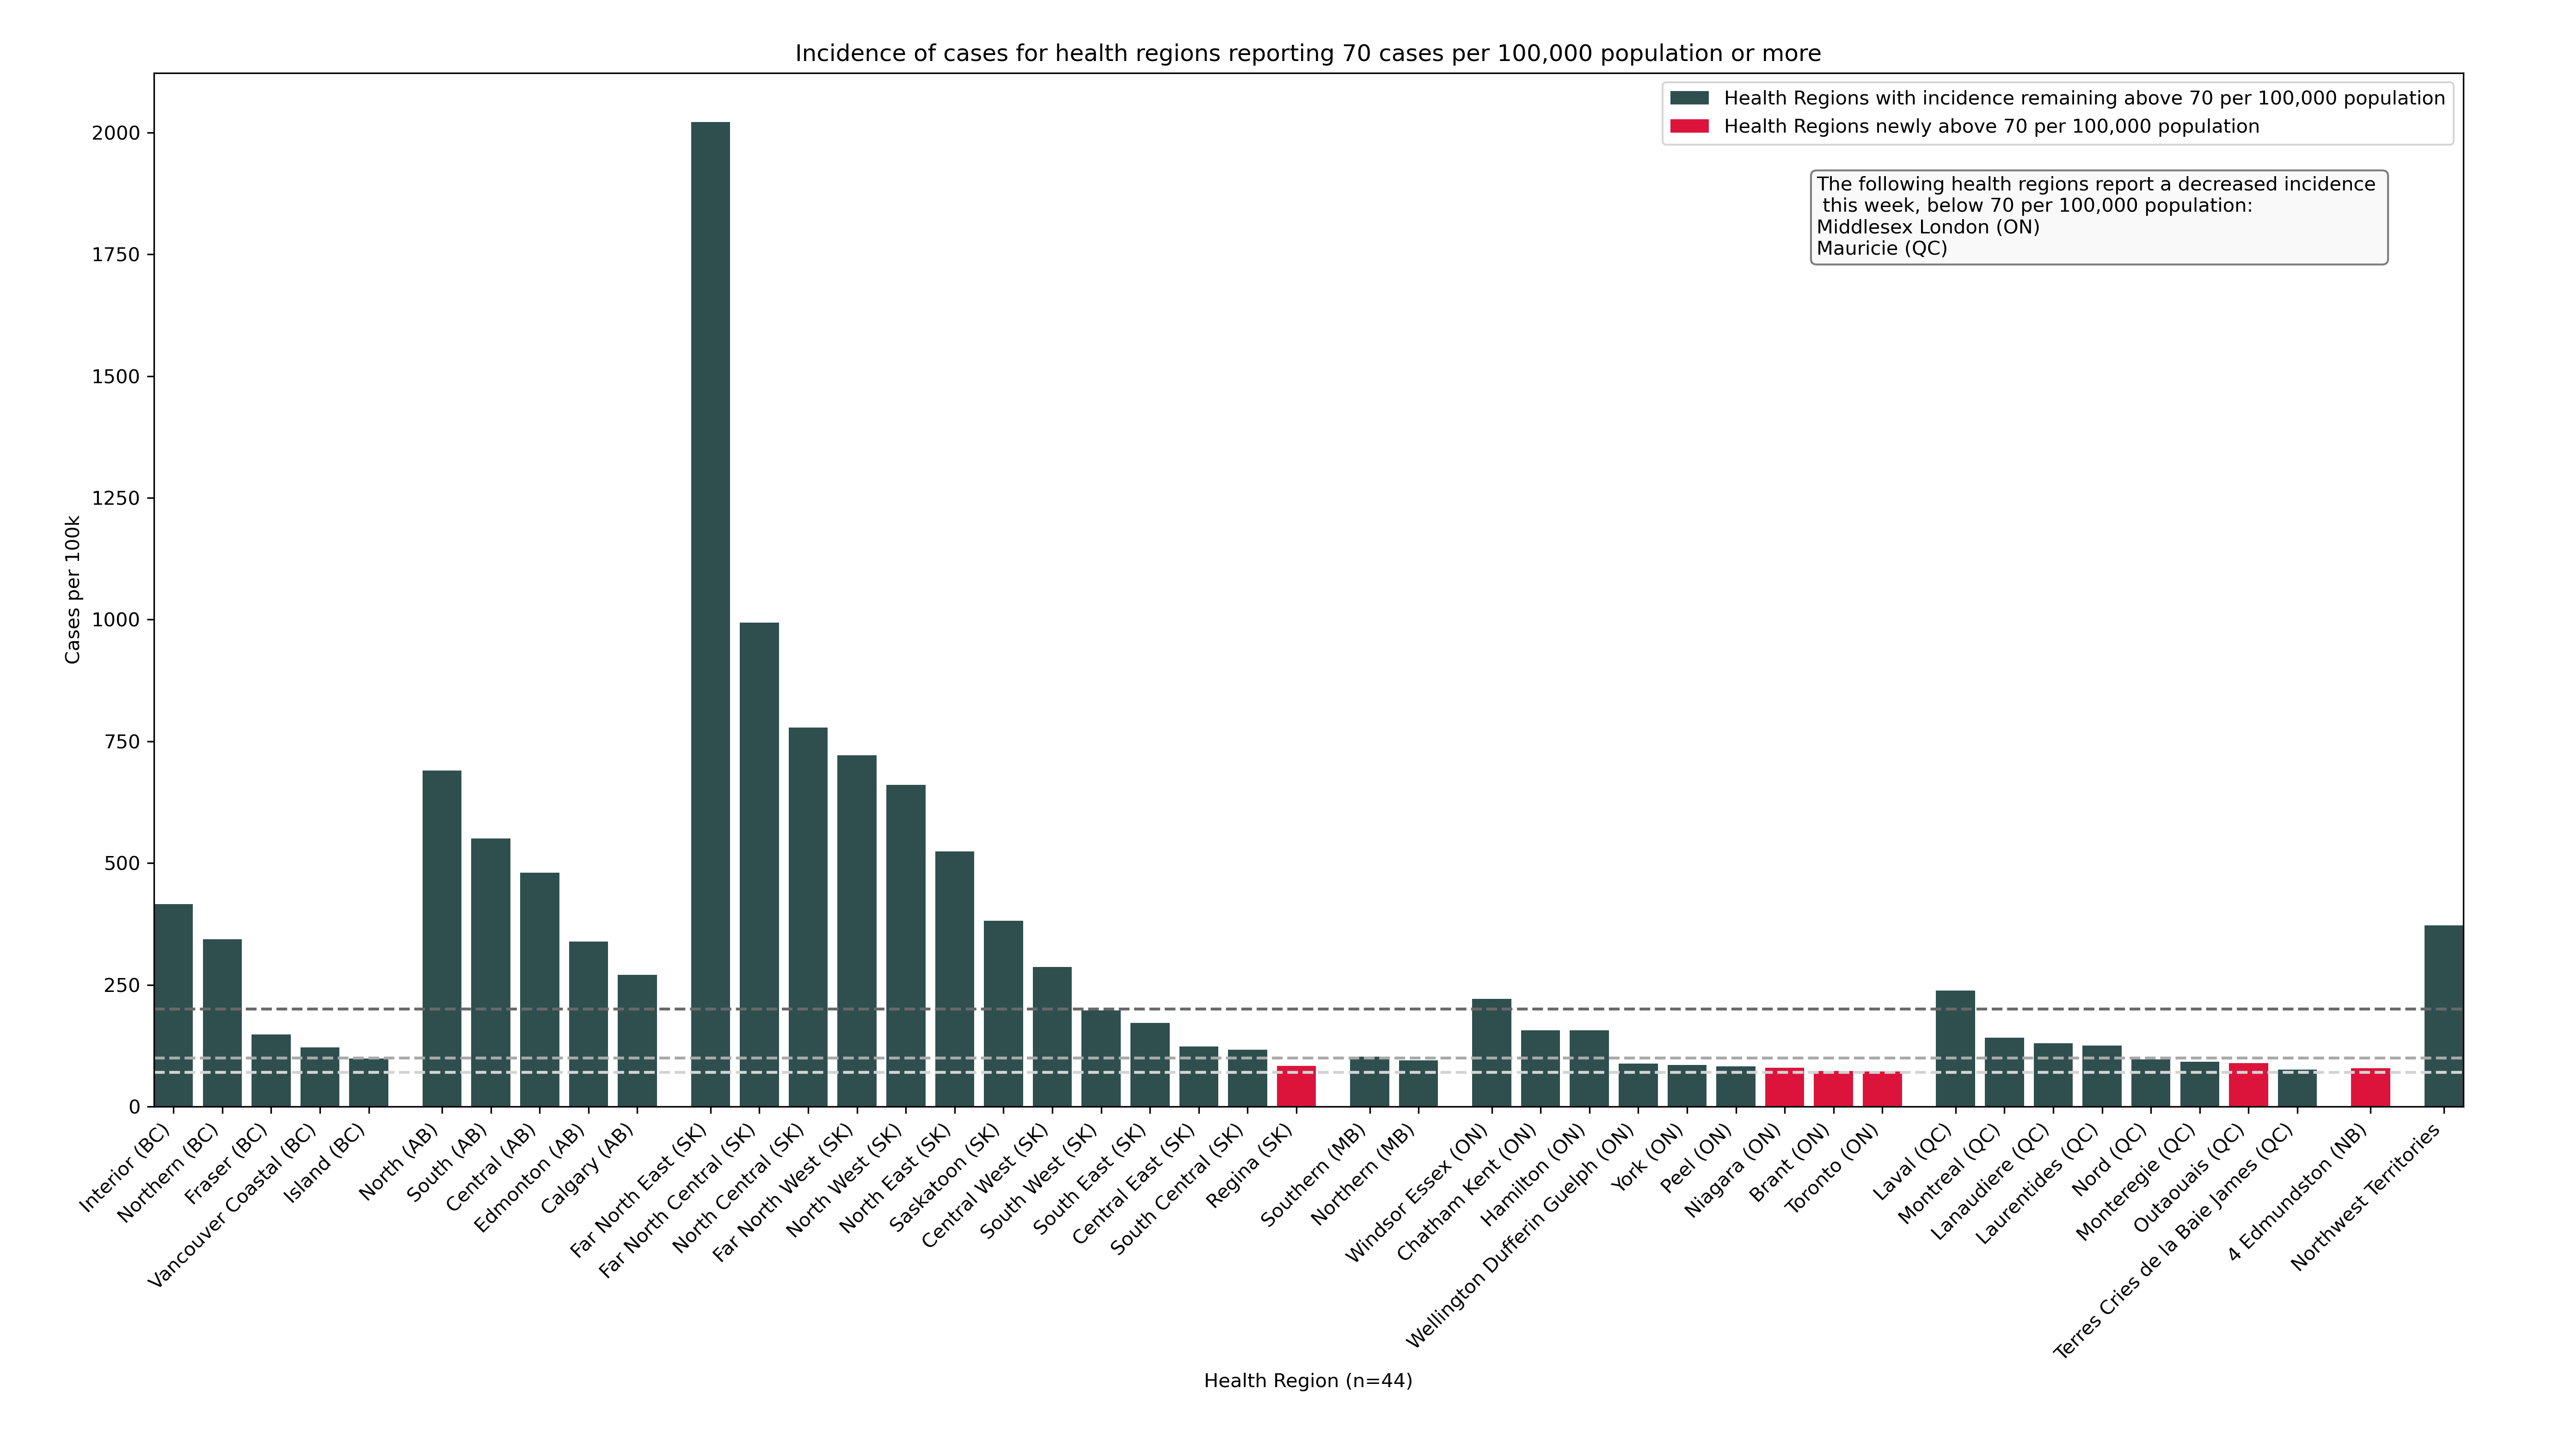 Incidence of cases for health regions reporting 70 cases per 100,000 population or more
Health Regions with incidence remaining above 70 per 100,000 population
Health Regions newly above 70 per 100,000 population
The following health regions report a decreased incidence
this week, below 70 per 100,000 population:
Middlesex London (ON)
Mauricie (QC)
Cases per 100k
2000
1750
1500
1250
1000
750
500
250
0
Interior (BC)
Northern (BC)
Fraser (BC)
Vancouver Coastal (BC)
Island (BC)
North (AB)
South (AB)
Central (AB)
Edmonton (AB)
Calgary (AB)
Far North East (SK)
Far North Central (SK)
North Central (SK)
Far North West (SK)
North West (SK)
North East (SK)
Saskatoon (SK)
Central West (SK)
South West (SK)
South East (SK)
Central East (SK)
South Central (SK)
Regina (SK)
Southern (MB)
Northern (MB)
Windsor Essex (ON)
Chatham Kent (ON)
Hamilton (ON)
Wellington Dufferin Guelph (ON)
York (ON)
Peel (ON)
Niagara (ON)
Brant (ON)
Toronto (ON)
Laval (QC)
Montreal (QC)
Lanaudiere (QC)
Laurentides (QC)
Nord (QC)
Monteregie (QC)
Outaouais (QC)
Terres Cries de la Baie James (QC)
4 Edmundston (NB)
Northwest Territories
Health Region (n=44)